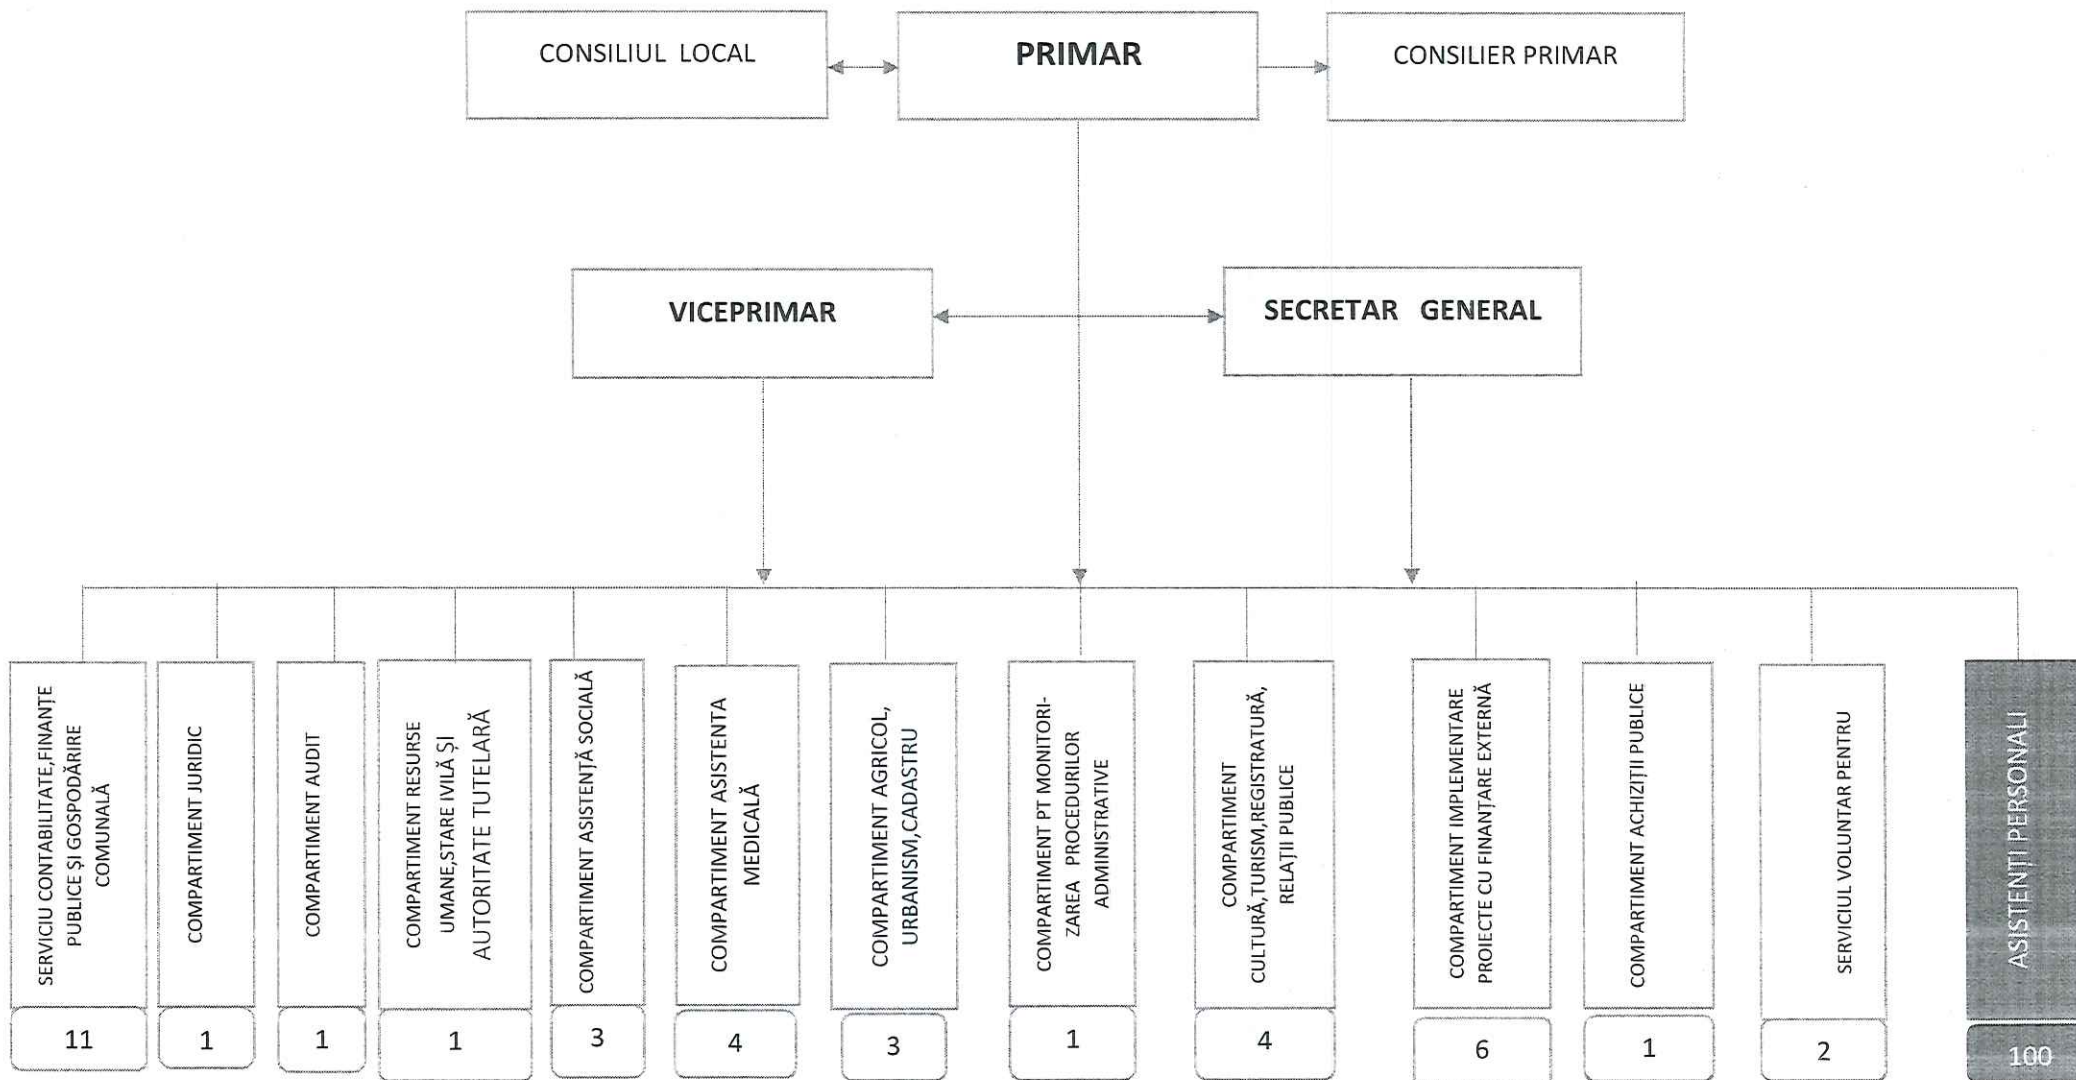 CONSILIUL LOCAL
PRIMAR
CONSILIER PRIMAR
VICEPRIMAR
SECRETAR GENERAL
SERVICIU CONTABILITATE,FINANȚE
PUBLICE ȘI GOSPODĂRIRE
COMUNALĂ
COMPARTIMENT JURIDIC
COMPARTIMENT AUDIT
COMPARTIMENT RESURSE
UMANE,STARE IVILĂ ȘI
AUTORITATE TUTELARĂ
COMPARTIMENT ASISTENȚĂ SOCIALĂ
COMPARTIMENT ASISTENTA
MEDICALĂ
COMPARTIMENT AGRICOL,
URBANISM,CADASTRU
COMPARTIMENT PT MONITORI-
ZAREA PROCEDURILOR
ADMINISTRATIVE
COMPARTIMENT
CULTURĂ,TURISM,REGISTRATURĂ,
RELAȚII PUBLICE
COMPARTIMENT IMPLEMENTARE
PROIECTE CU FINANȚARE EXTERNĂ
COMPARTIMENT ACHIZIȚII PUBLICE
SERVICIUL VOLUNTAR PENTRU
ASISTENȚI PERSONALI
11
1
1
1
3
4
3
1
4
6
1
2
100